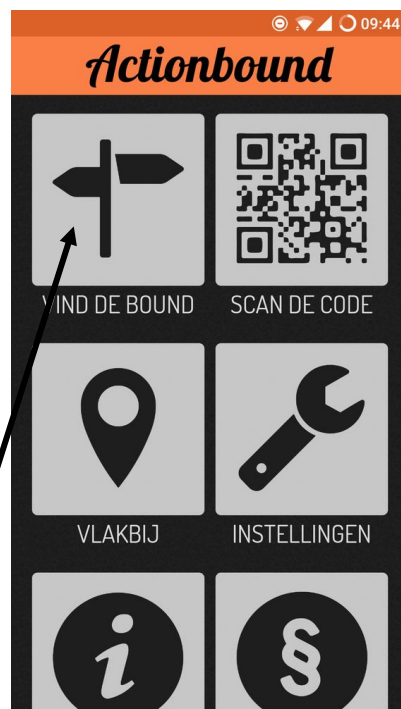 09:44
Actionbound
VIND DE BOUND SCAN DE CODE
VLAKBIJ INSTELLINGEN
i §